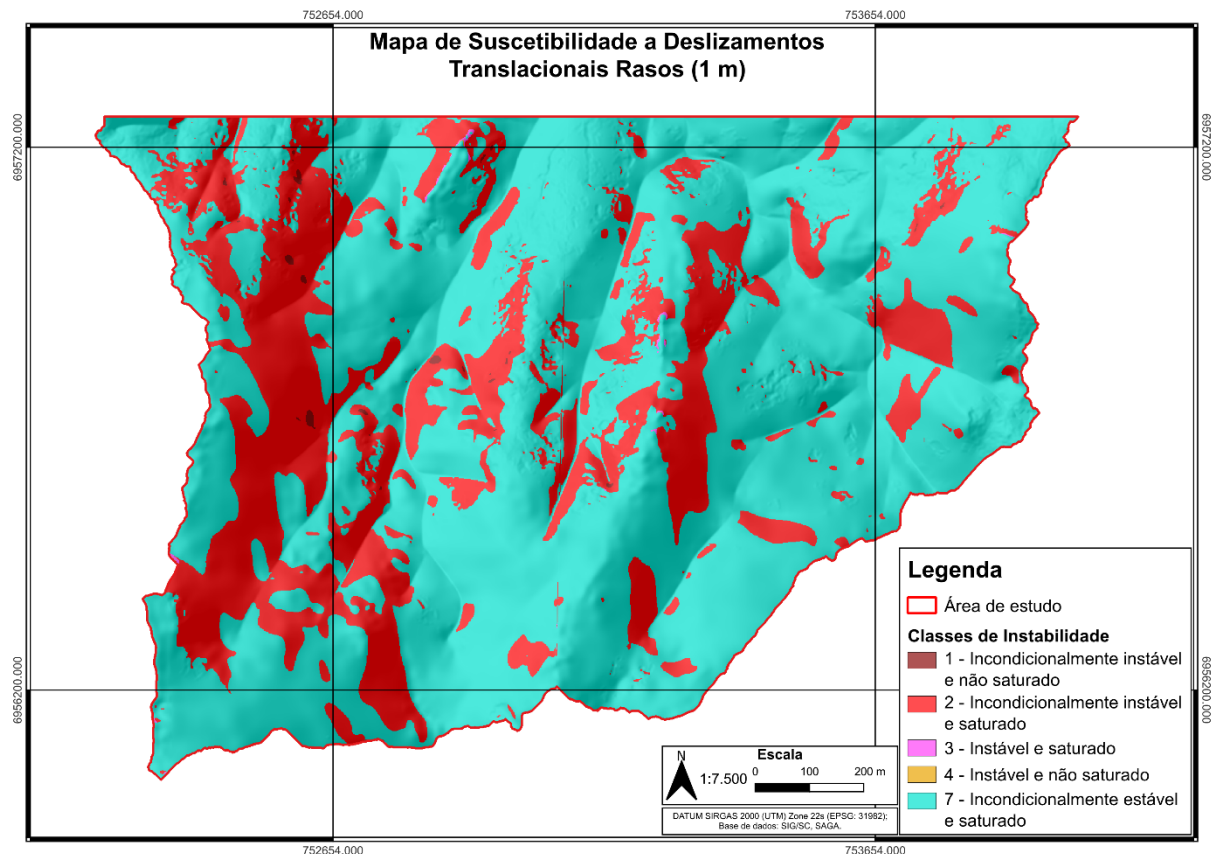 752654.000
753654.000
Mapa de Suscetibilidade a Deslizamentos
Translacionais Rasos (1 m)
6957200.000
6957200.000
6956200.000
6956200.000
Legenda
Área de estudo
Classes de Instabilidade
1 - Incondicionalmente instável
e não saturado
2 - Incondicionalmente instável
e saturado
3 - Instável e saturado
4 - Instável e não saturado
7 - Incondicionalmente estável
e saturado
N
1:7.500
Escala
0 100 200 m
DATUM SIRGAS 2000 (UTM) Zone 22s (EPSG: 31982);
Base de dados: SIG/SC, SAGA.
752654.000
753654.000